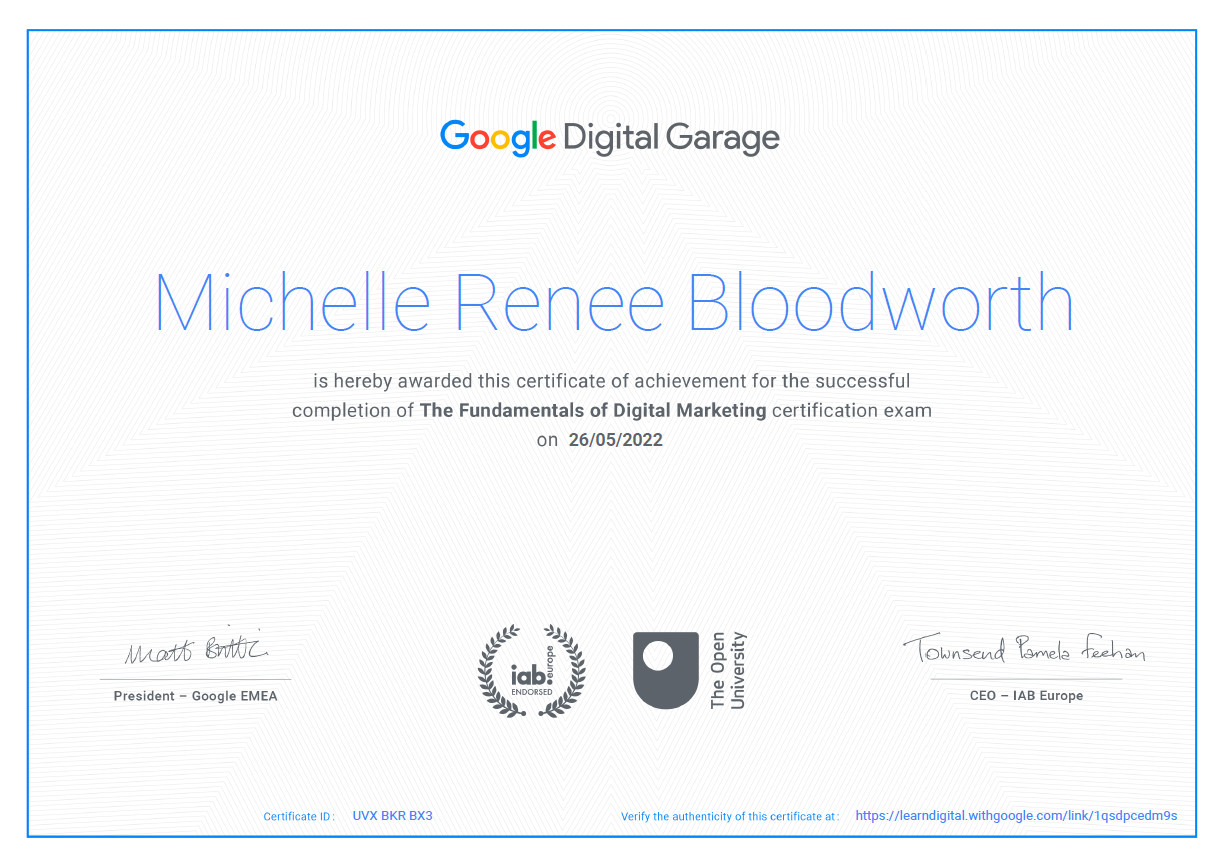 Google Digital Garage
Michelle Renee Bloodworth
is hereby awarded this certificate of achievement for the successful
completion of The Fundamentals of Digital Marketing certification exam
on 26/05/2022
Matt Brittin
President – Google EMEA
iab.europe
ENDORSED
The Open
University
Townsend Pamela Feehan
CEO – IAB Europe
Certificate ID: UVX BKR BX3
Verify the authenticity of this certificate at: https://learndigital.withgoogle.com/link/1qsdpcedm9s